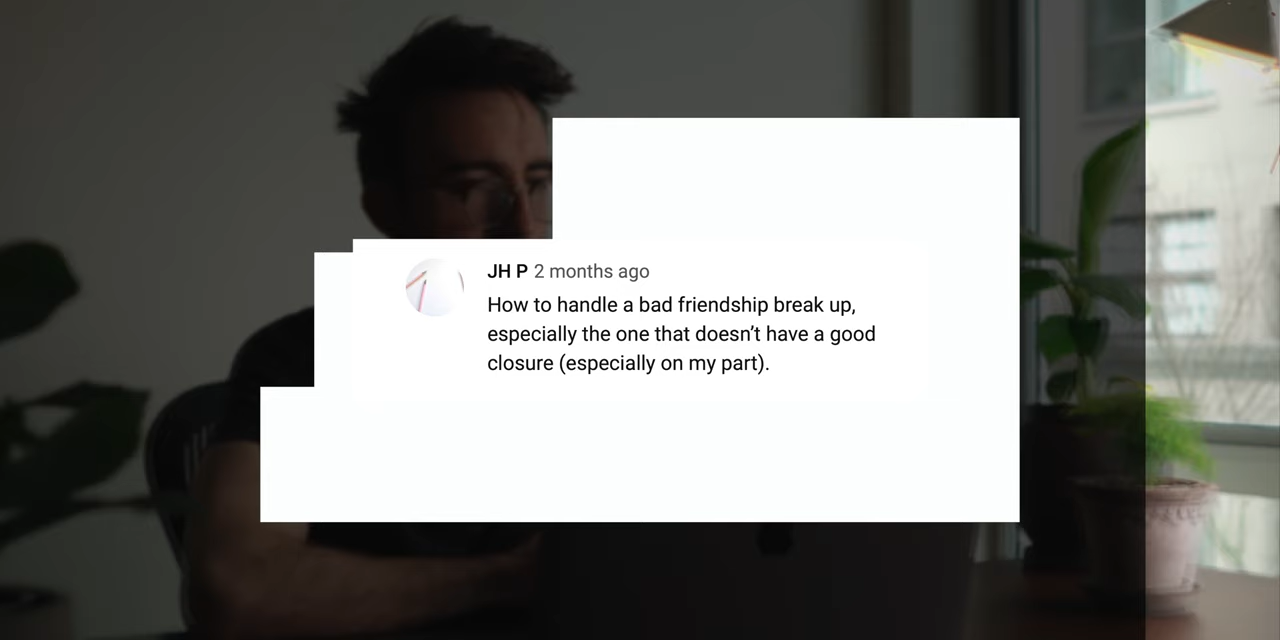 JH P 2 months ago
How to handle a bad friendship break up,
especially the one that doesn’t have a good
closure (especially on my part).